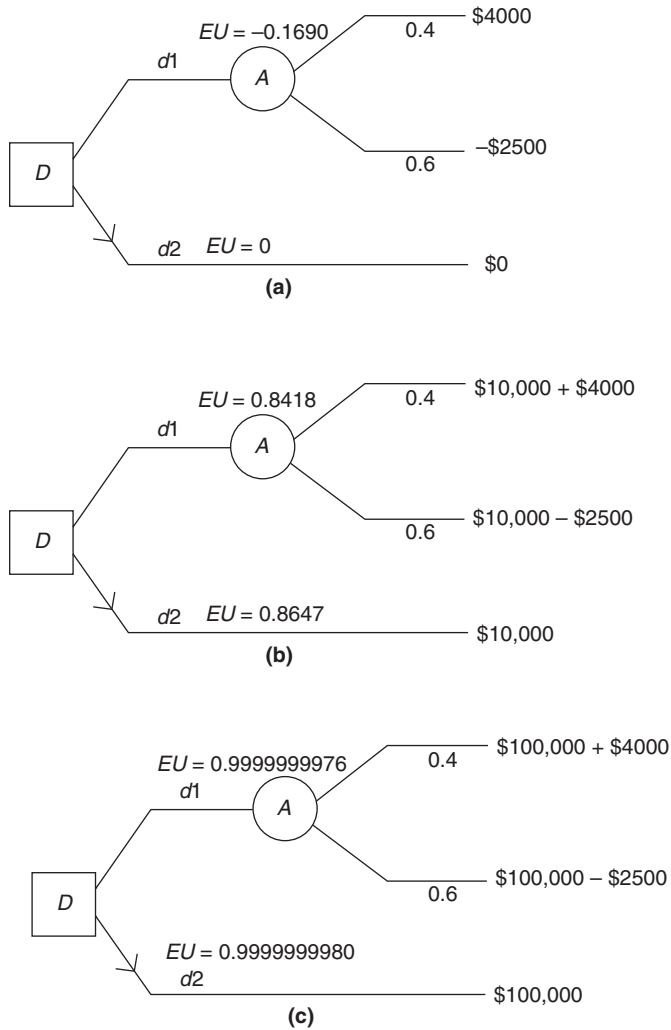 EU = –0.1690
$4000
d1
A
0.4
–$2500
0.6
D
d2 EU = 0
$0
(a)
EU = 0.8418
$10,000 + $4000
d1
A
0.4
$10,000 – $2500
0.6
D
d2 EU = 0.8647
$10,000
(b)
EU = 0.9999999976
$100,000 + $4000
d1
A
0.4
$100,000 – $2500
0.6
D
EU = 0.9999999980
d2
$100,000
(c)